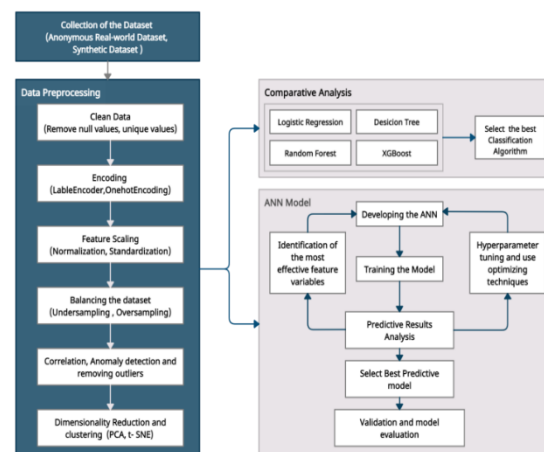 Collection of the Dataset
(Anonymous Real-world Dataset,
Synthetic Dataset )
Data Preprocessing
Clean Data
(Remove null values, unique values)
Encoding
(LableEncoder,OnehotEncoding)
Feature Scaling
(Normalization, Standardization)
Balancing the dataset
(Undersampling , Oversampling)
Correlation, Anomaly detection and
removing outliers
Dimensionality Reduction and
clustering (PCA, t- SNE)
Comparative Analysis
Logistic Regression
Desicion Tree
Random Forest
XGBoost
Select the best
Classification
Algorithm
ANN Model
Developing the ANN
Identification of
the most
effective feature
variables
Training the Model
Hyperparameter
tuning and use
optimizing
techniques
Predictive Results
Analysis
Select Best Predictive
model
Validation and model
evaluation